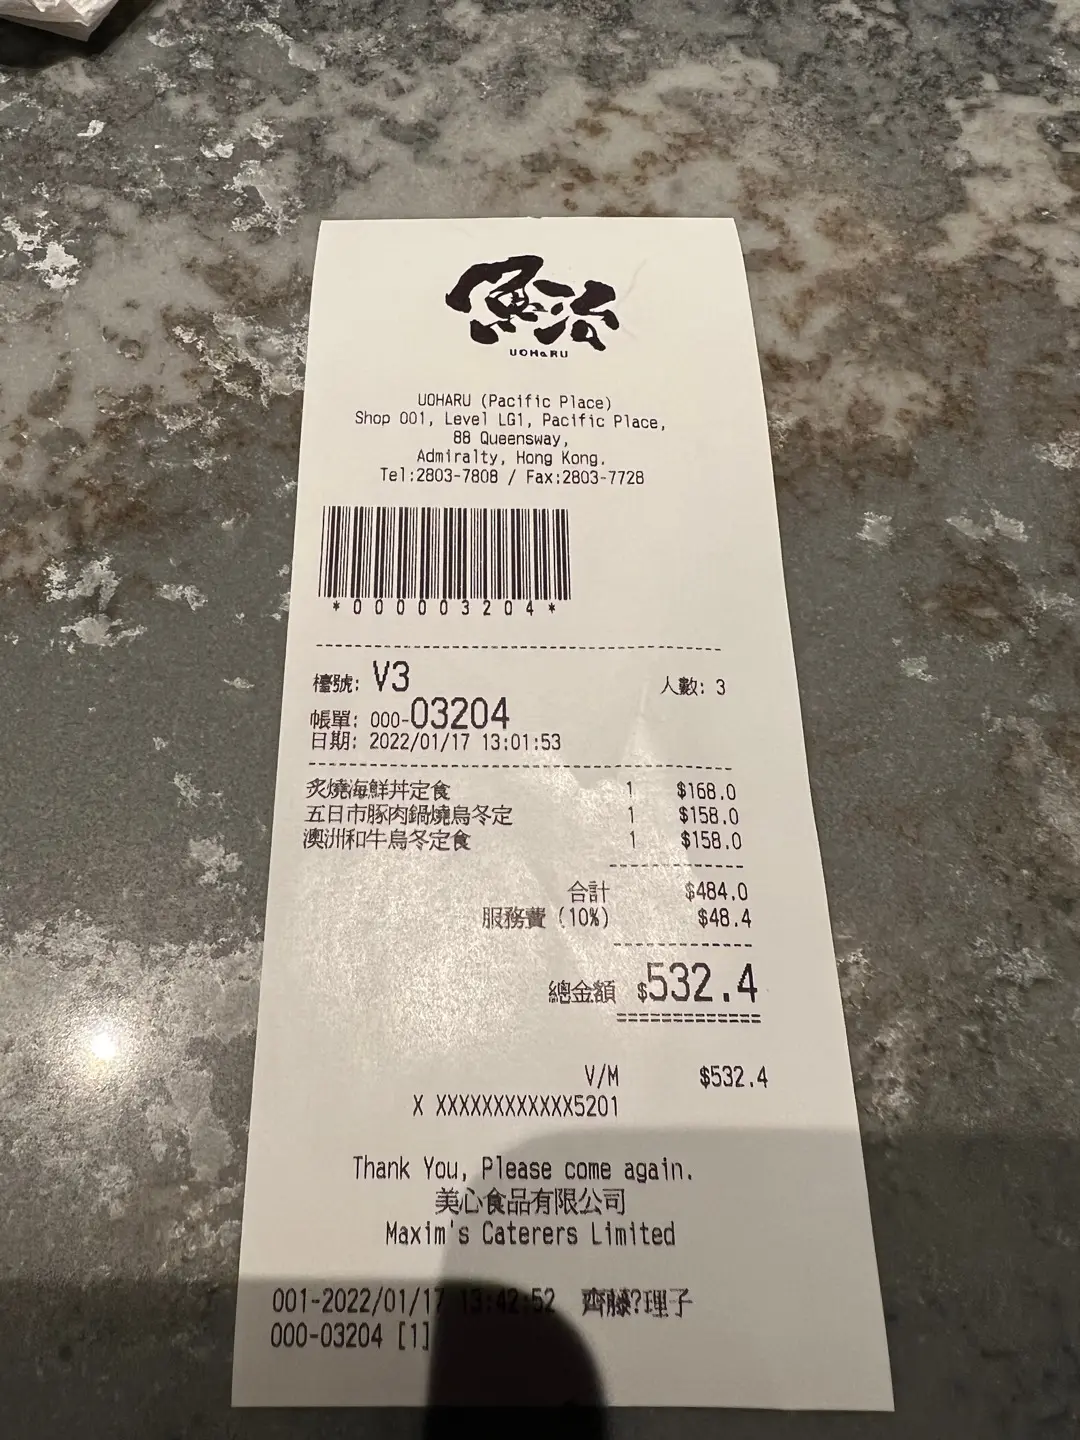 魚治
UOHARU
UOHARU (Pacific Place)
Shop 001, Level LG1, Pacific Place,
88 Queensway,
Admiralty, Hong Kong.
Tel:2803-7808 / Fax:2803-7728
*000003204*
檯號: V3 人數: 3
帳單: 000-03204
日期: 2022/01/17 13:01:53
炙燒海鮮丼定食 1 $168.0
五日市豚肉鍋燒烏冬定 1 $158.0
澳洲和牛烏冬定食 1 $158.0
合計 $484.0
服務費 (10%) $48.4
總金額 $532.4
V/M $532.4
X XXXXXXXXXXXX5201
Thank You, Please come again.
美心食品有限公司
Maxim's Caterers Limited
001-2022/01/17 13:42:52 齊藤?理子
000-03204 [1]